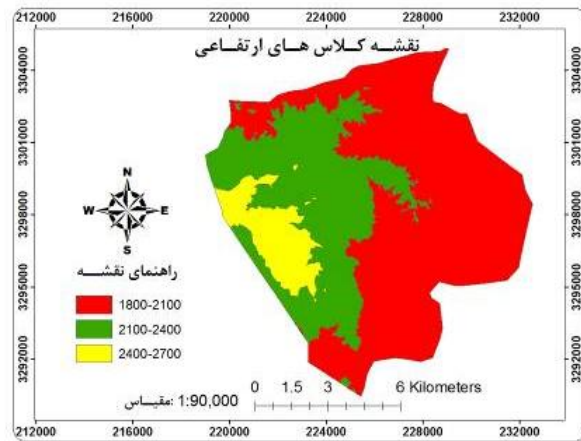 212000 216000 220000 224000 228000 232000
نقشه کلاس های ارتفاعی
3304000 3304000
3301000 3301000
3298000 3298000
3295000 3295000
3292000 3292000
N
W E
S
راهنمای نقشه
1800-2100
2100-2400
2400-2700
0 1.5 3 6 Kilometers
مقیاس: 1:90,000
212000 216000 220000 224000 228000 232000